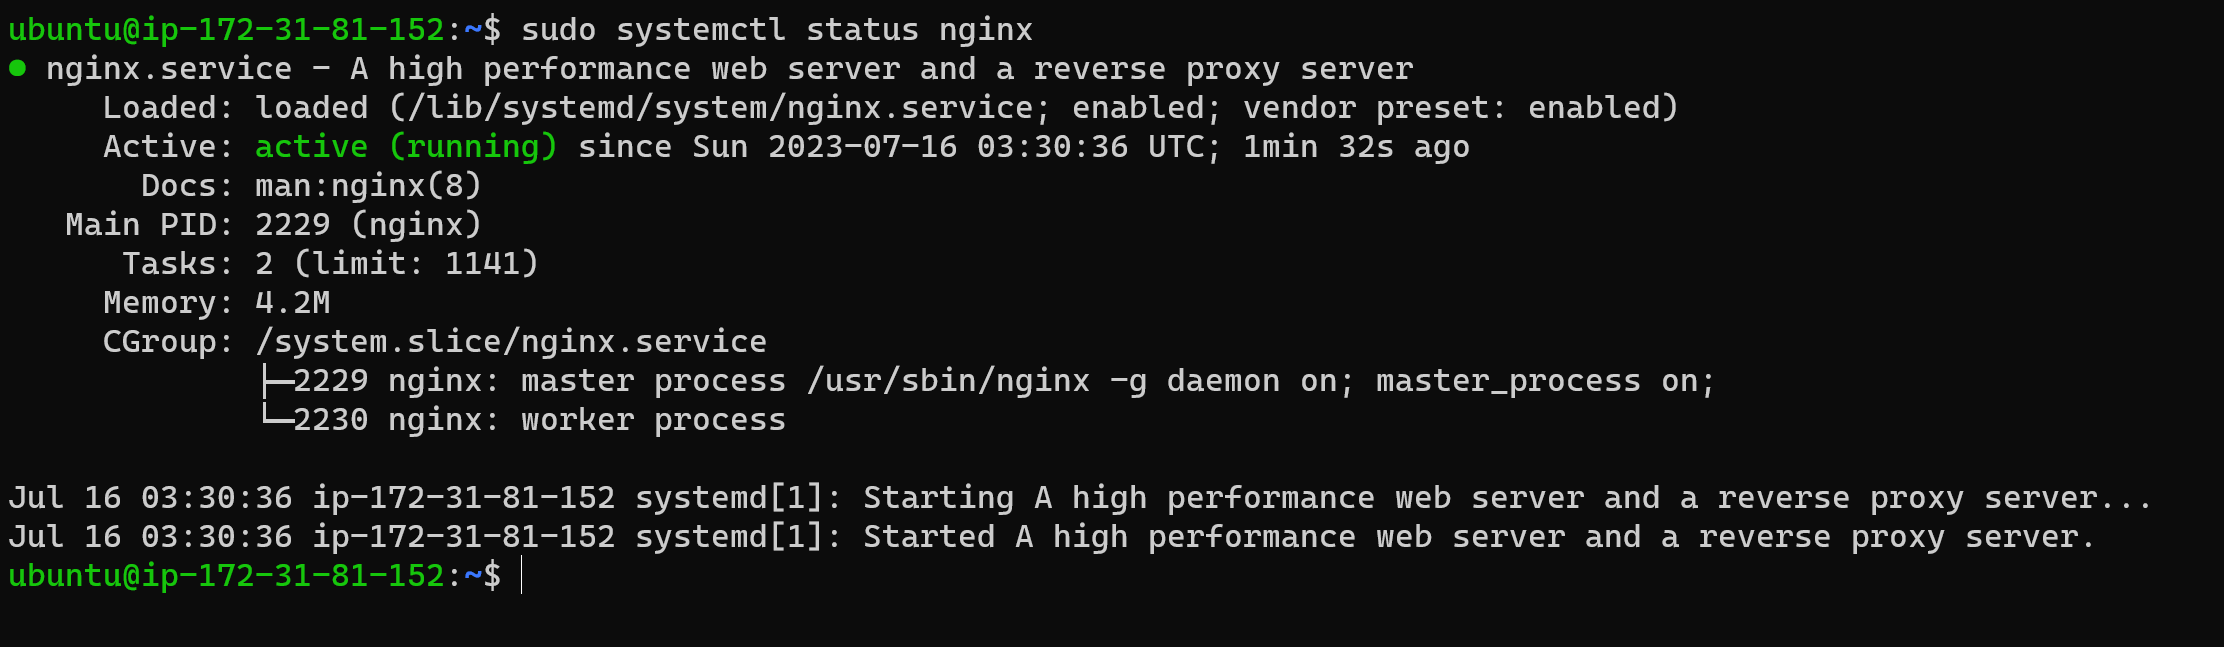 ubuntu@ip-172-31-81-152:~$ sudo systemctl status nginx
● nginx.service - A high performance web server and a reverse proxy server
     Loaded: loaded (/lib/systemd/system/nginx.service; enabled; vendor preset: enabled)
     Active: active (running) since Sun 2023-07-16 03:30:36 UTC; 1min 32s ago
       Docs: man:nginx(8)
   Main PID: 2229 (nginx)
      Tasks: 2 (limit: 1141)
     Memory: 4.2M
     CGroup: /system.slice/nginx.service
             ├─2229 nginx: master process /usr/sbin/nginx -g daemon on; master_process on;
             └─2230 nginx: worker process

Jul 16 03:30:36 ip-172-31-81-152 systemd[1]: Starting A high performance web server and a reverse proxy server...
Jul 16 03:30:36 ip-172-31-81-152 systemd[1]: Started A high performance web server and a reverse proxy server.
ubuntu@ip-172-31-81-152:~$